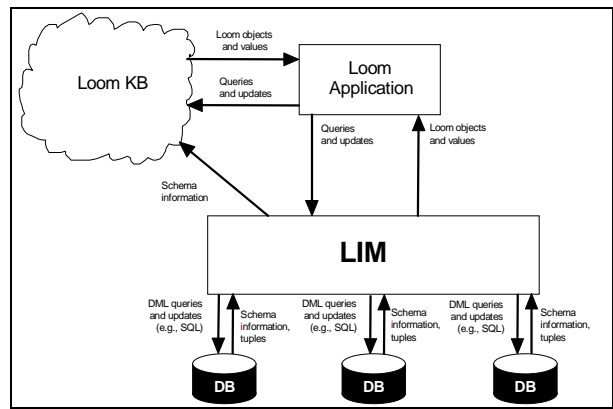 Loom objects
and values
Loom KB
Loom
Application
Queries
and updates
Queries
and updates
Loom objects
and values
Schema
information
LIM
DML queries
and updates
(e.g., SQL)
Schema
information,
tuples
DML queries
and updates
(e.g., SQL)
Schema
information,
tuples
DML queries
and updates
(e.g., SQL)
Schema
information,
tuples
DB
DB
DB